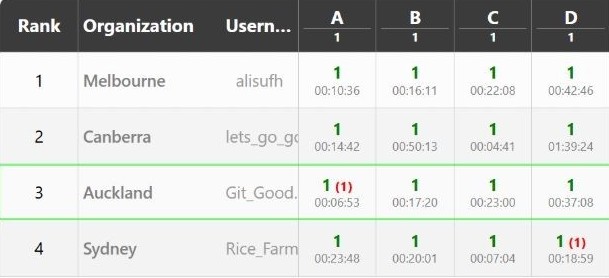 Rank Organization Usern... A B C D
1 1 1 1
1 Melbourne alisufh 1 1 1 1
00:10:36 00:16:11 00:22:08 00:42:46
2 Canberra lets_go_go 1 1 1 1
00:14:42 00:50:13 00:04:41 01:39:24
3 Auckland Git_Good. 1 (1) 1 1 1
00:06:53 00:17:20 00:23:00 00:37:08
4 Sydney Rice_Farm 1 1 1 1 (1)
00:23:48 00:20:01 00:07:04 00:18:59